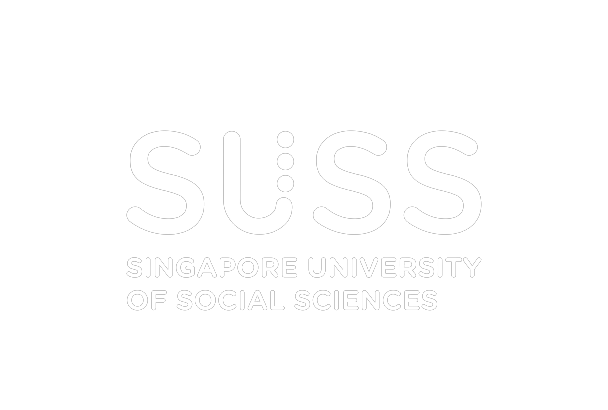 SUSS
SINGAPORE UNIVERSITY
OF SOCIAL SCIENCES